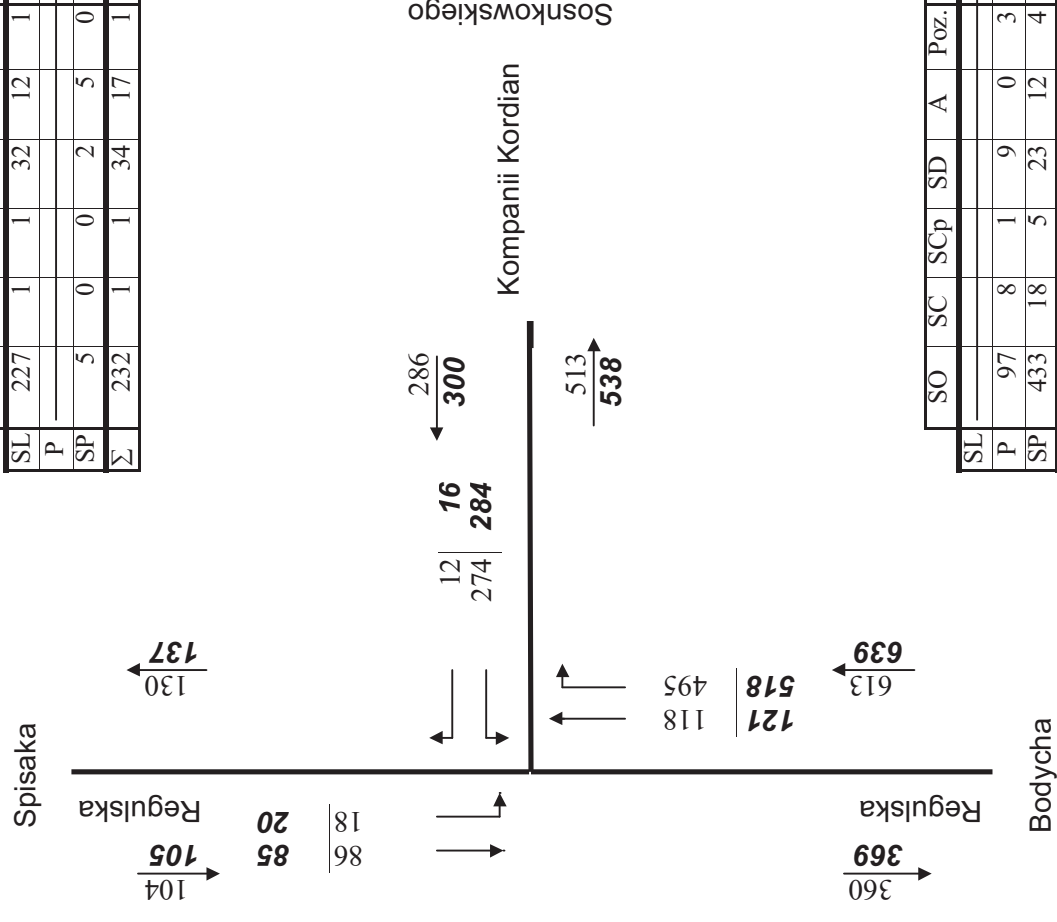 SL 227 1 1 32 12 1
P
SP 5 0 0 2 5 0
Σ 232 1 1 34 17 1
Sosnkowskiego
Kompanii Kordian
286
300
513
538
12 16
274 284
Spisaka
Regulska
130
137
104
105
18 20
86 85
495 518
118 121
613
639
Regulska
360
369
Bodycha
SO SC SCp SD A Poz.
SL
P 97 8 1 9 0 3
SP 433 18 5 23 12 4